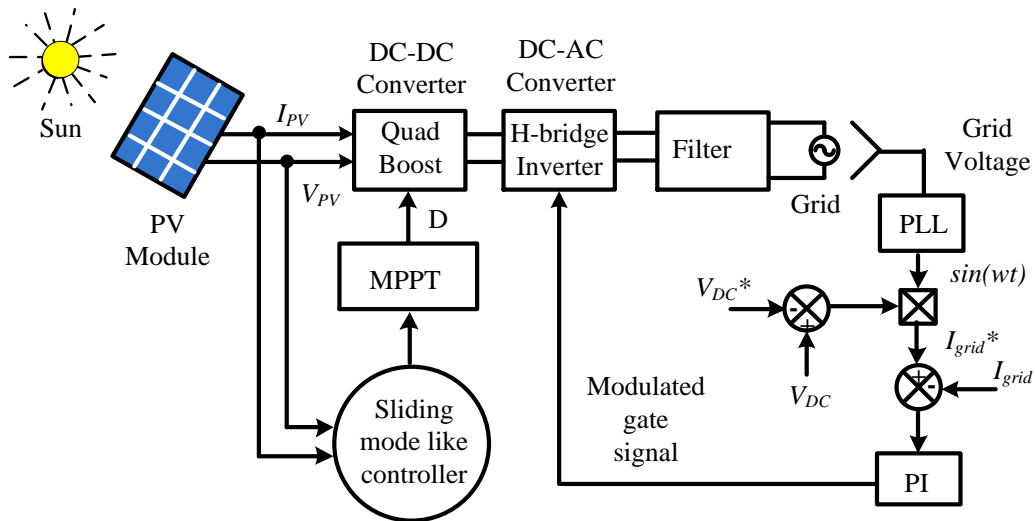 DC-DC
Converter
DC-AC
Converter
Sun
I_PV
V_PV
Quad
Boost
H-bridge
Inverter
Filter
Grid
Grid
Voltage
PV
Module
D
MPPT
PLL
sin(wt)
V_DC*
-
+
V_DC
I_grid*
+
-
I_grid
Sliding
mode like
controller
Modulated
gate
signal
PI